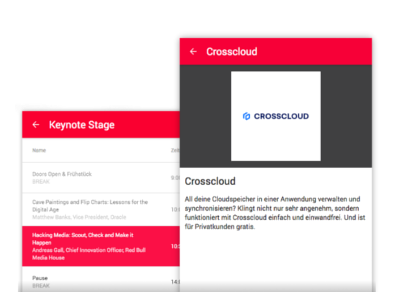 ← Keynote Stage
Name
Doors Open & Frühstück
BREAK
Cave Paintings and Flip Charts: Lessons for the
Digital Age
Matthew Banks, Vice President, Oracle
Hacking Media: Scout, Check and Make it
Happen
Andreas Gall, Chief Innovation Officer, Red Bull
Media House
Pause
BREAK
← Crosscloud
CROSSCLOUD
Crosscloud
All deine Cloudspeicher in einer Anwendung verwalten und
synchronisieren? Klingt nicht nur sehr angenehm, sondern
funktioniert mit Crosscloud einfach und einwandfrei. Und ist
für Privatkunden gratis.